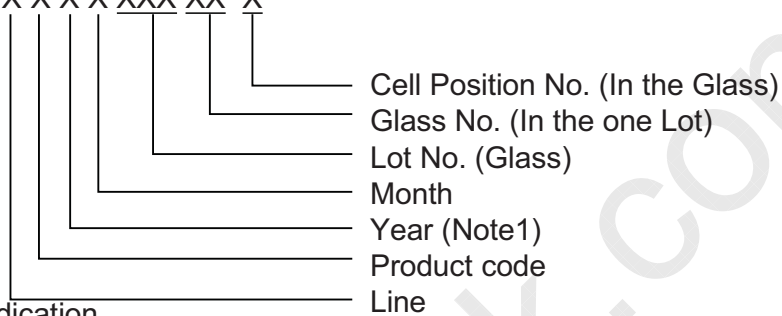 X X X X XXX XX X
Cell Position No. (In the Glass)
Glass No. (In the one Lot)
Lot No. (Glass)
Month
Year (Note1)
Product code
Line